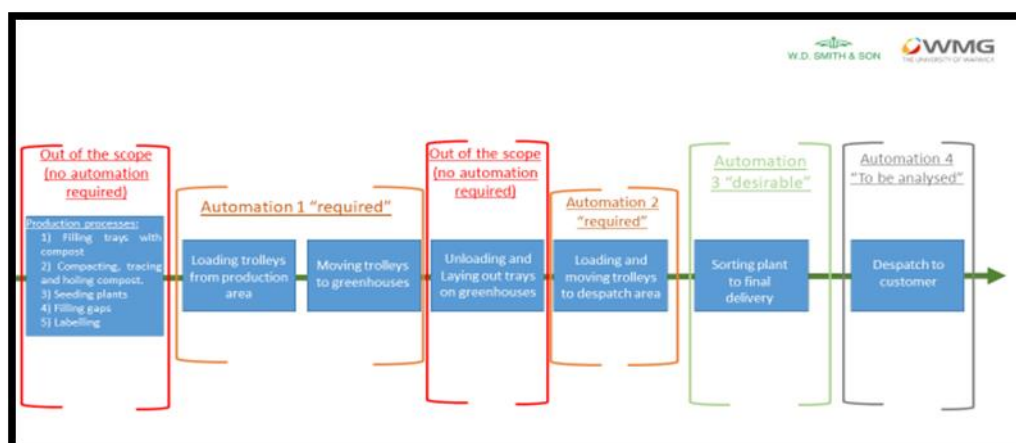 W.D. SMITH & SON
WMG
THE UNIVERSITY OF WARWICK
Out of the scope
(no automation
required)
Production processes:
1) Filling trays with
compost
2) Compacting, tracing
and holing compost.
3) Seeding plants
4) Filling gaps
5) Labelling
Automation 1 “required”
Loading trolleys
from production
area
Moving trolleys
to greenhouses
Out of the scope
(no automation
required)
Unloading and
Laying out trays
on greenhouses
Automation 2
“required”
Loading and
moving trolleys
to despatch area
Automation
3 “desirable”
Sorting plant
to final
delivery
Automation 4
“To be analysed”
Despatch to
customer